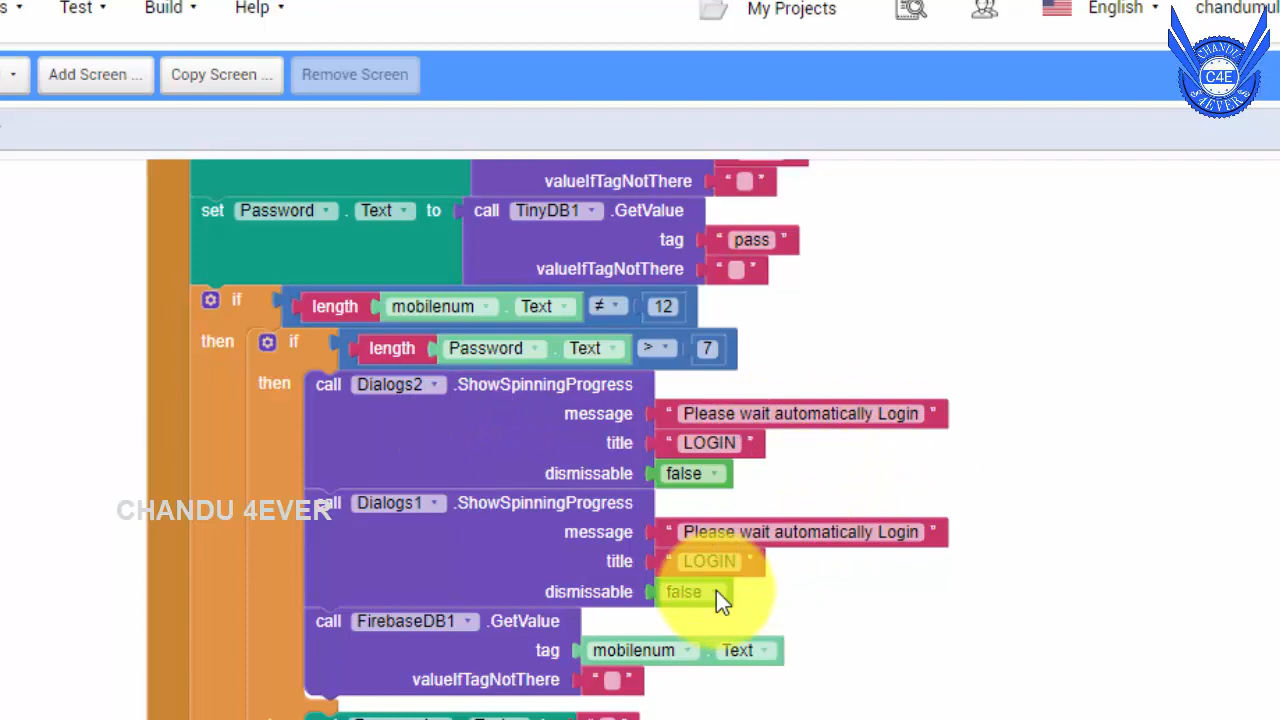 s Test Build Help My Projects English chandumul
Add Screen ... Copy Screen ... Remove Screen
CHANDU
C4E
4EVER
valueIfTagNotThere “ ”
set Password . Text to call TinyDB1 .GetValue
tag “ pass ”
valueIfTagNotThere “ ”
if length mobilenum . Text ≠ 12
then if length Password . Text > 7
then call Dialogs2 .ShowSpinningProgress
message “ Please wait automatically Login ”
title “ LOGIN ”
dismissable false
call Dialogs1 .ShowSpinningProgress
CHANDU 4EVER
message “ Please wait automatically Login ”
title “ LOGIN ”
dismissable false
call FirebaseDB1 .GetValue
tag mobilenum . Text
valueIfTagNotThere “ ”